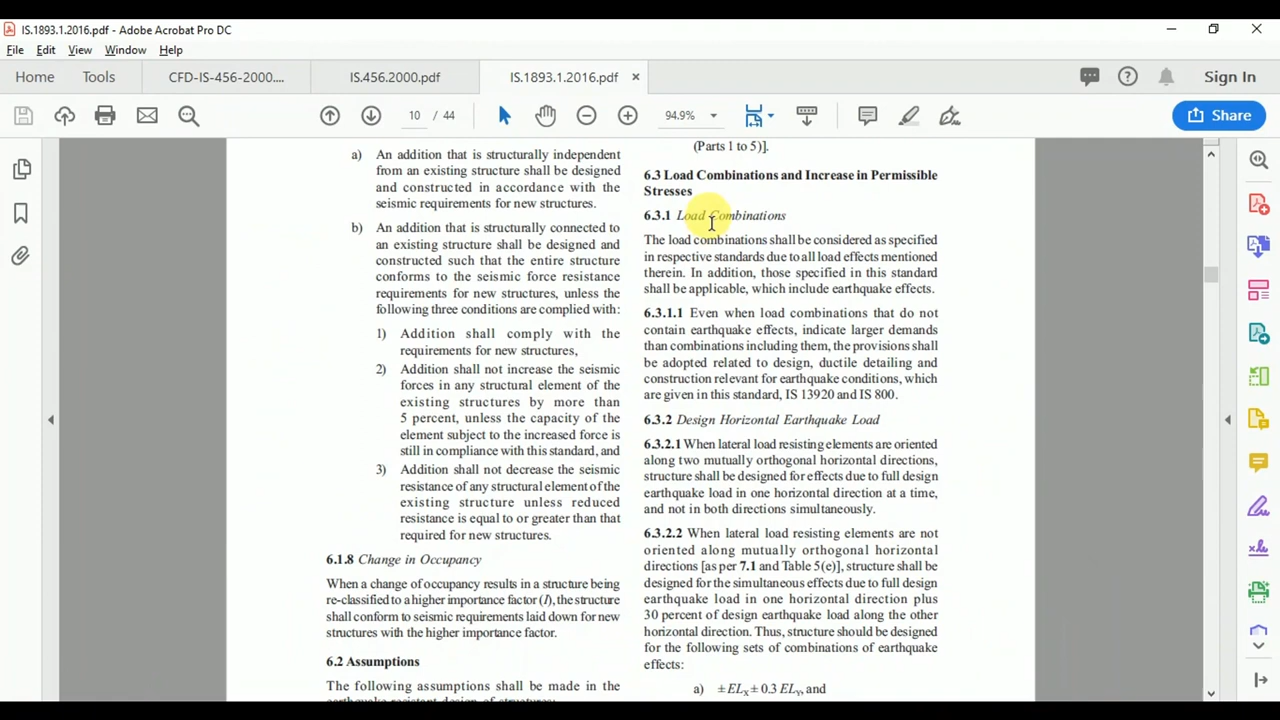 IS.1893.1.2016.pdf - Adobe Acrobat Pro DC
File Edit View Window Help
Home Tools CFD-IS-456-2000.... IS.456.2000.pdf IS.1893.1.2016.pdf × Sign In
10 / 44 94.9% Share
a) An addition that is structurally independent
from an existing structure shall be designed
and constructed in accordance with the
seismic requirements for new structures.
b) An addition that is structurally connected to
an existing structure shall be designed and
constructed such that the entire structure
conforms to the seismic force resistance
requirements for new structures, unless the
following three conditions are complied with:
1) Addition shall comply with the
requirements for new structures,
2) Addition shall not increase the seismic
forces in any structural element of the
existing structures by more than
5 percent, unless the capacity of the
element subject to the increased force is
still in compliance with this standard, and
3) Addition shall not decrease the seismic
resistance of any structural element of the
existing structure unless reduced
resistance is equal to or greater than that
required for new structures.
6.1.8 Change in Occupancy
When a change of occupancy results in a structure being
re-classified to a higher importance factor (I), the structure
shall conform to seismic requirements laid down for new
structures with the higher importance factor.
6.2 Assumptions
The following assumptions shall be made in the
earthquake resistant design of structures:
(Parts 1 to 5)].
6.3 Load Combinations and Increase in Permissible
Stresses
6.3.1 Load Combinations
The load combinations shall be considered as specified
in respective standards due to all load effects mentioned
therein. In addition, those specified in this standard
shall be applicable, which include earthquake effects.
6.3.1.1 Even when load combinations that do not
contain earthquake effects, indicate larger demands
than combinations including them, the provisions shall
be adopted related to design, ductile detailing and
construction relevant for earthquake conditions, which
are given in this standard, IS 13920 and IS 800.
6.3.2 Design Horizontal Earthquake Load
6.3.2.1 When lateral load resisting elements are oriented
along two mutually orthogonal horizontal directions,
structure shall be designed for effects due to full design
earthquake load in one horizontal direction at a time,
and not in both directions simultaneously.
6.3.2.2 When lateral load resisting elements are not
oriented along mutually orthogonal horizontal
directions [as per 7.1 and Table 5(e)], structure shall be
designed for the simultaneous effects due to full design
earthquake load in one horizontal direction plus
30 percent of design earthquake load along the other
horizontal direction. Thus, structure should be designed
for the following sets of combinations of earthquake
effects:
a) ± ELX ± 0.3 ELY, and